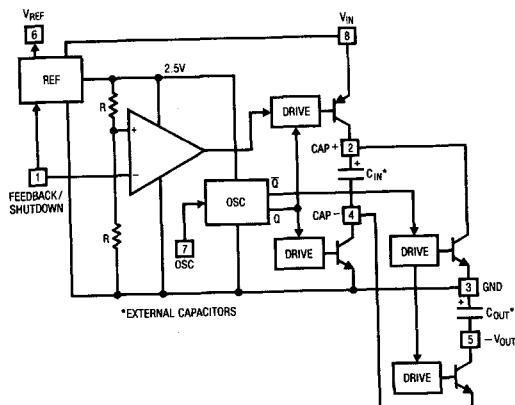 VREF
6
VIN
8
REF
2.5V
R
DRIVE
+
CAP+
2
+
CIN*
1
−
FEEDBACK/
SHUTDOWN
Q̅
OSC
Q
CAP−
4
R
7
OSC
DRIVE
DRIVE
3
GND
*EXTERNAL CAPACITORS
+
COUT*
5
−VOUT
DRIVE